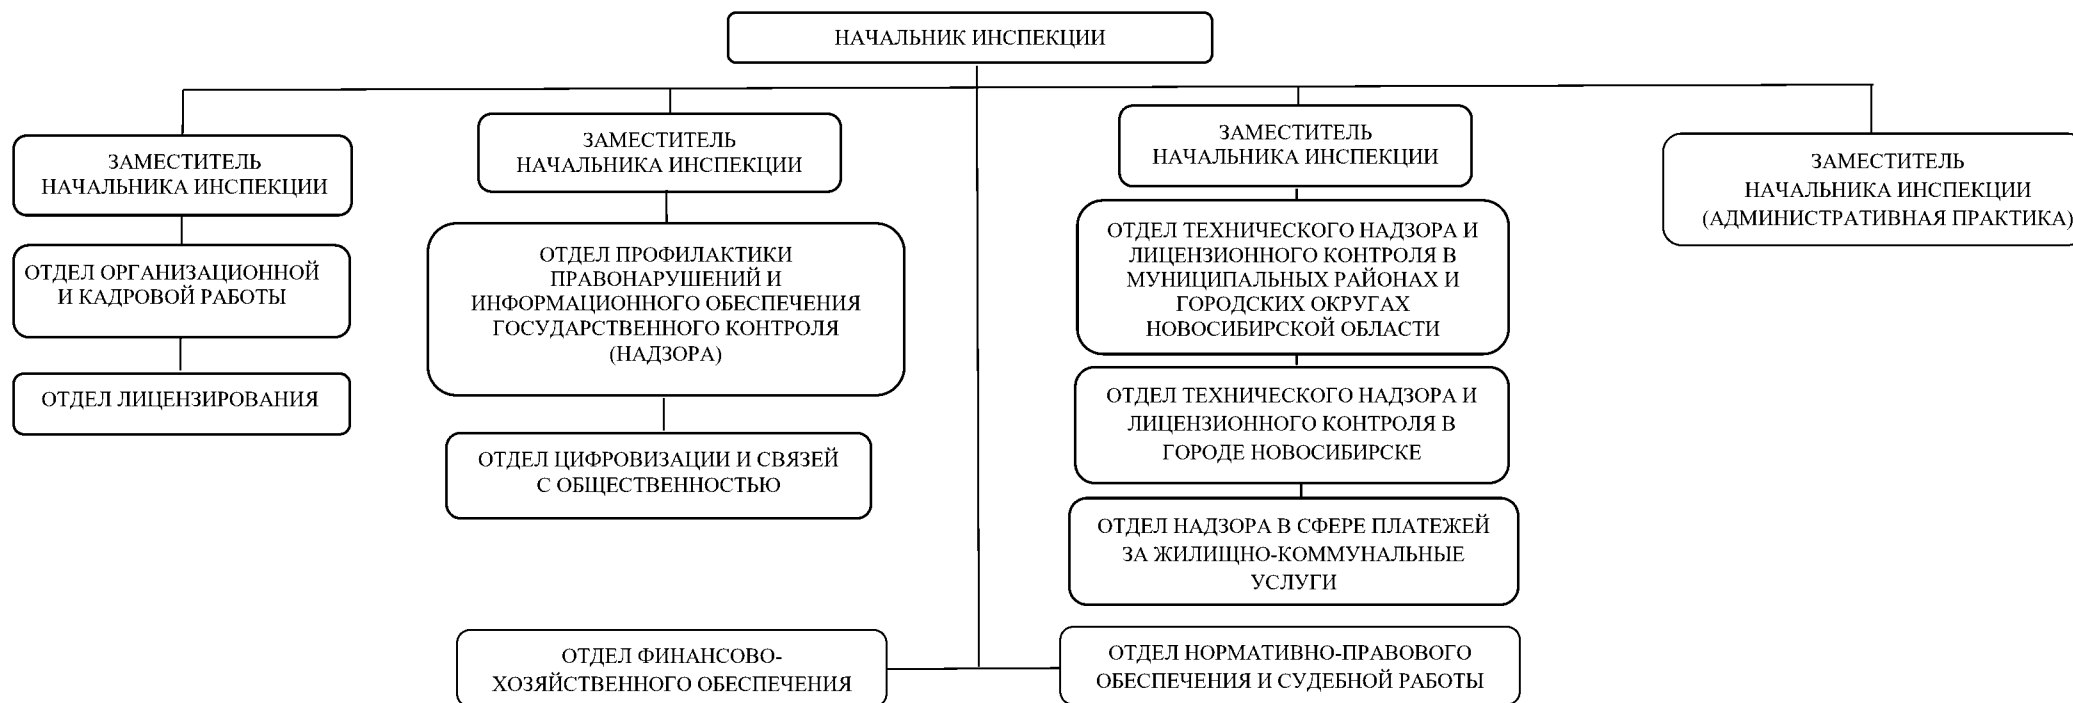 НАЧАЛЬНИК ИНСПЕКЦИИ
ЗАМЕСТИТЕЛЬ
НАЧАЛЬНИКА ИНСПЕКЦИИ
ОТДЕЛ ОРГАНИЗАЦИОННОЙ
И КАДРОВОЙ РАБОТЫ
ОТДЕЛ ЛИЦЕНЗИРОВАНИЯ
ЗАМЕСТИТЕЛЬ
НАЧАЛЬНИКА ИНСПЕКЦИИ
ОТДЕЛ ПРОФИЛАКТИКИ
ПРАВОНАРУШЕНИЙ И
ИНФОРМАЦИОННОГО ОБЕСПЕЧЕНИЯ
ГОСУДАРСТВЕННОГО КОНТРОЛЯ
(НАДЗОРА)
ОТДЕЛ ЦИФРОВИЗАЦИИ И СВЯЗЕЙ
С ОБЩЕСТВЕННОСТЬЮ
ЗАМЕСТИТЕЛЬ
НАЧАЛЬНИКА ИНСПЕКЦИИ
ОТДЕЛ ТЕХНИЧЕСКОГО НАДЗОРА И
ЛИЦЕНЗИОННОГО КОНТРОЛЯ В
МУНИЦИПАЛЬНЫХ РАЙОНАХ И
ГОРОДСКИХ ОКРУГАХ
НОВОСИБИРСКОЙ ОБЛАСТИ
ОТДЕЛ ТЕХНИЧЕСКОГО НАДЗОРА И
ЛИЦЕНЗИОННОГО КОНТРОЛЯ В
ГОРОДЕ НОВОСИБИРСКЕ
ОТДЕЛ НАДЗОРА В СФЕРЕ ПЛАТЕЖЕЙ
ЗА ЖИЛИЩНО-КОММУНАЛЬНЫЕ
УСЛУГИ
ЗАМЕСТИТЕЛЬ
НАЧАЛЬНИКА ИНСПЕКЦИИ
(АДМИНИСТРАТИВНАЯ ПРАКТИКА)
ОТДЕЛ ФИНАНСОВО-
ХОЗЯЙСТВЕННОГО ОБЕСПЕЧЕНИЯ
ОТДЕЛ НОРМАТИВНО-ПРАВОВОГО
ОБЕСПЕЧЕНИЯ И СУДЕБНОЙ РАБОТЫ